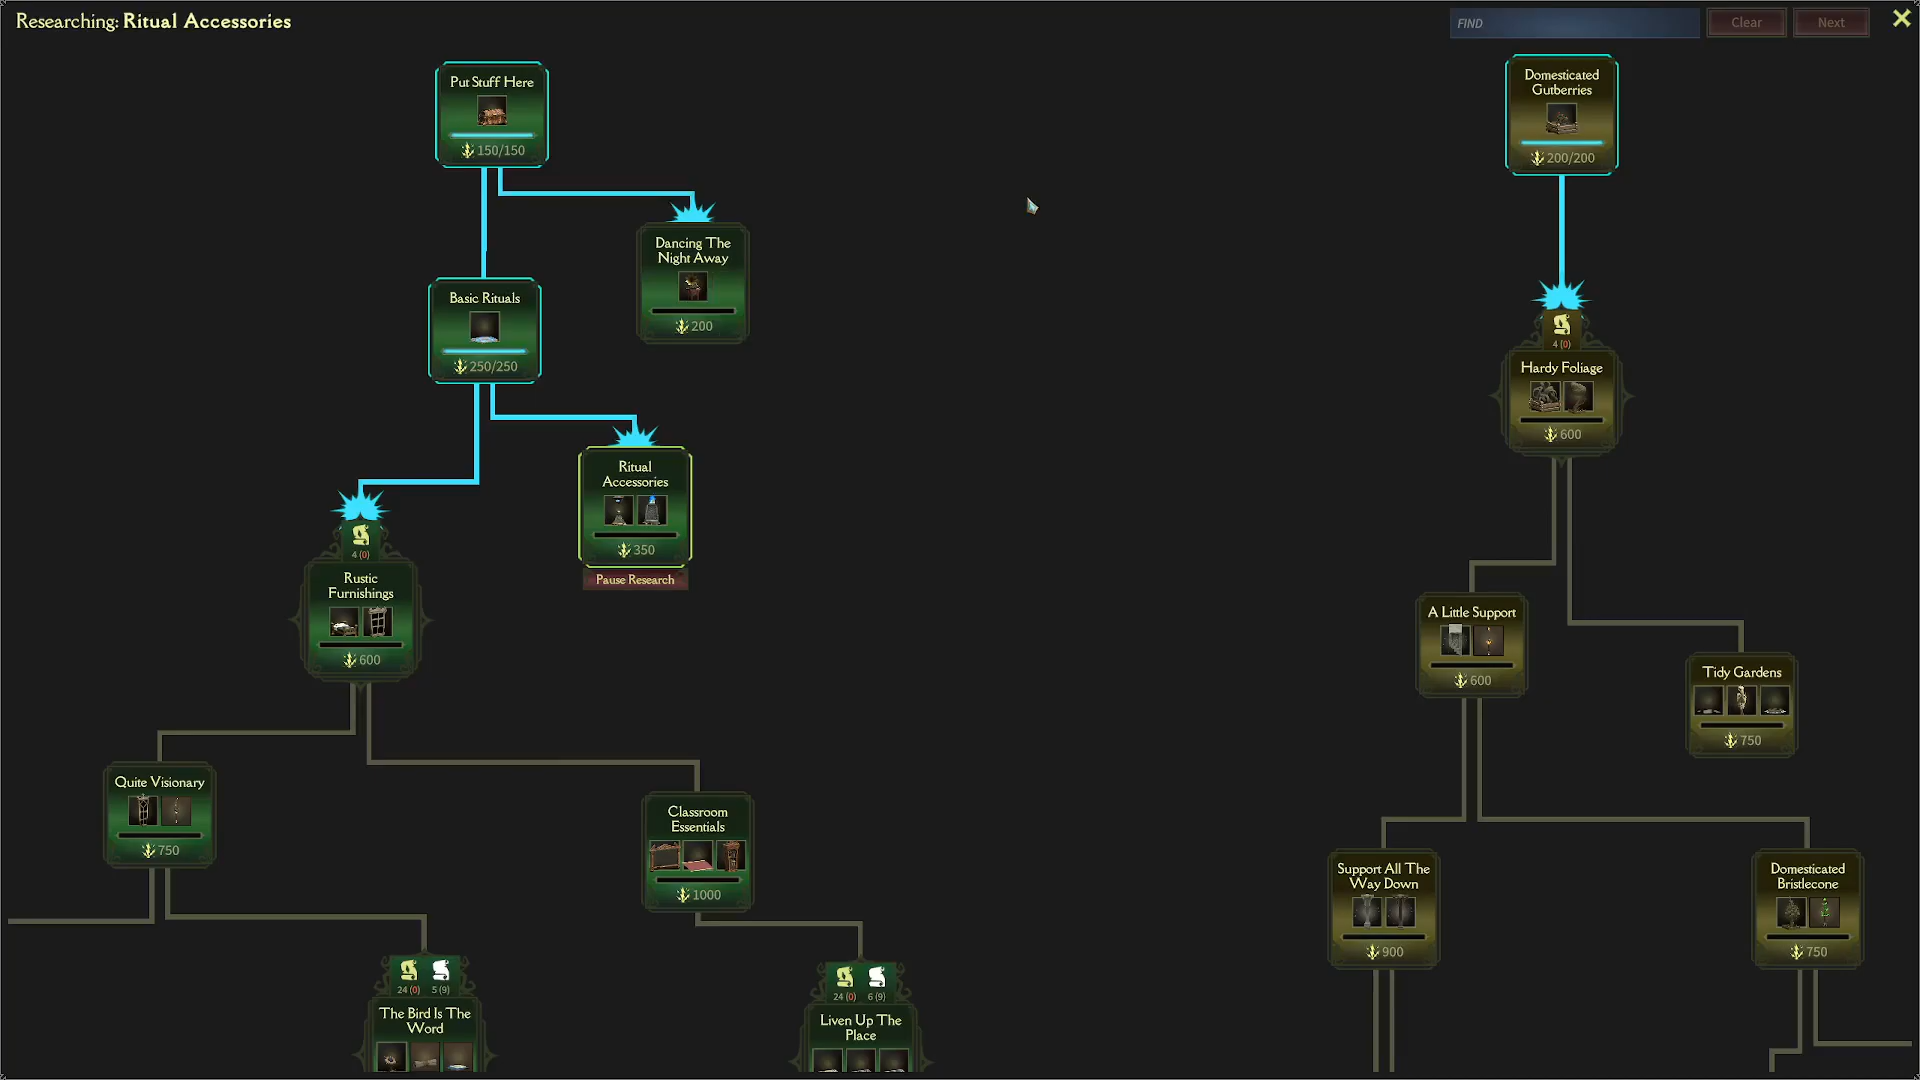 Researching: Ritual Accessories
FIND
Clear
Next
Put Stuff Here
150/150
Domesticated
Gutberries
200/200
Dancing The
Night Away
200
Basic Rituals
250/250
4 (0)
Hardy Foliage
600
Ritual
Accessories
350
Pause Research
4 (0)
Rustic
Furnishings
600
A Little Support
600
Tidy Gardens
750
Quite Visionary
750
Classroom
Essentials
1000
Support All The
Way Down
900
Domesticated
Bristlecone
750
24 (0) 5 (9)
The Bird Is The
Word
24 (0) 6 (9)
Liven Up The
Place